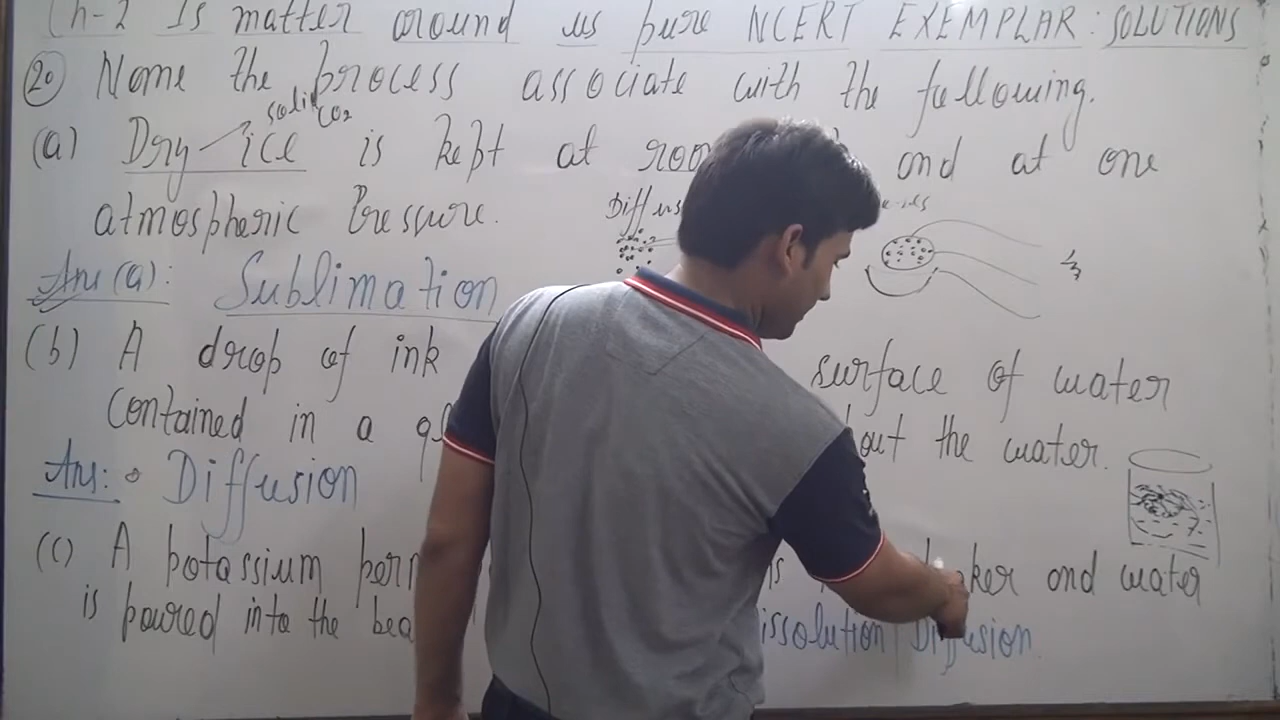 Ch-2 Is matter around us pure NCERT EXEMPLAR: SOLUTIONS
20 Name the process associate with the following.
solid CO2
(a) Dry ice is kept at room and at one
atmospheric Pressure.
Diffus
Ans (a): Sublimation
(b) A drop of ink surface of water
Contained in a out the water.
Ans: Diffusion
(c) A potassium perm beaker and water
is poured into the bea issolution | Diffusion